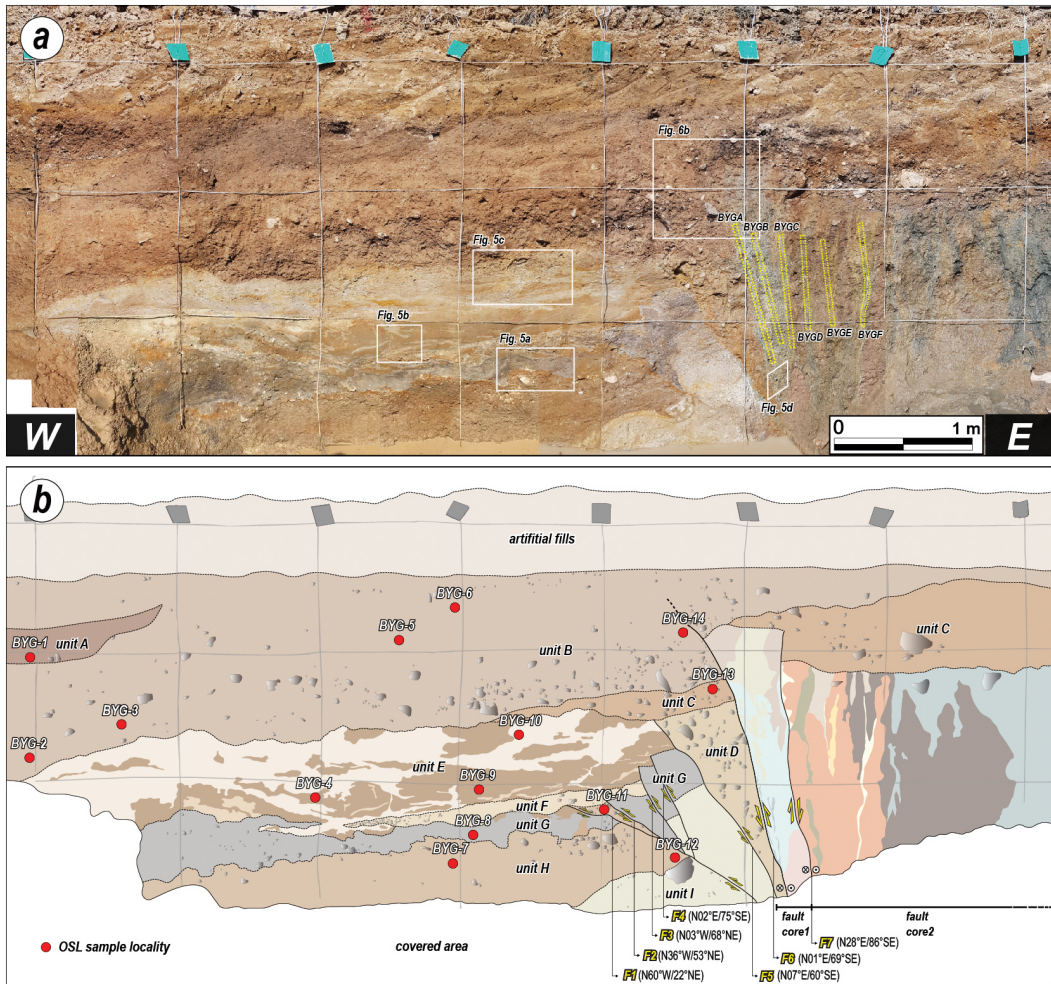 a
Fig. 6b
BYGA
BYGB
BYGC
Fig. 5c
Fig. 5b
Fig. 5a
BYGD
BYGE
BYGF
Fig. 5d
W
0 1 m
E
b
artifitial fills
BYG-6
BYG-5
BYG-14
BYG-1
unit A
unit C
unit B
BYG-13
BYG-3
unit C
BYG-10
BYG-2
unit D
unit E
BYG-9
unit G
BYG-4
unit F
BYG-11
BYG-8
unit G
BYG-7
BYG-12
unit H
unit I
F4 (N02°E/75°SE)
fault core1
fault core2
OSL sample locality
covered area
F3 (N03°W/68°NE)
F7 (N28°E/86°SE)
F2 (N36°W/53°NE)
F6 (N01°E/69°SE)
F1 (N60°W/22°NE)
F5 (N07°E/60°SE)